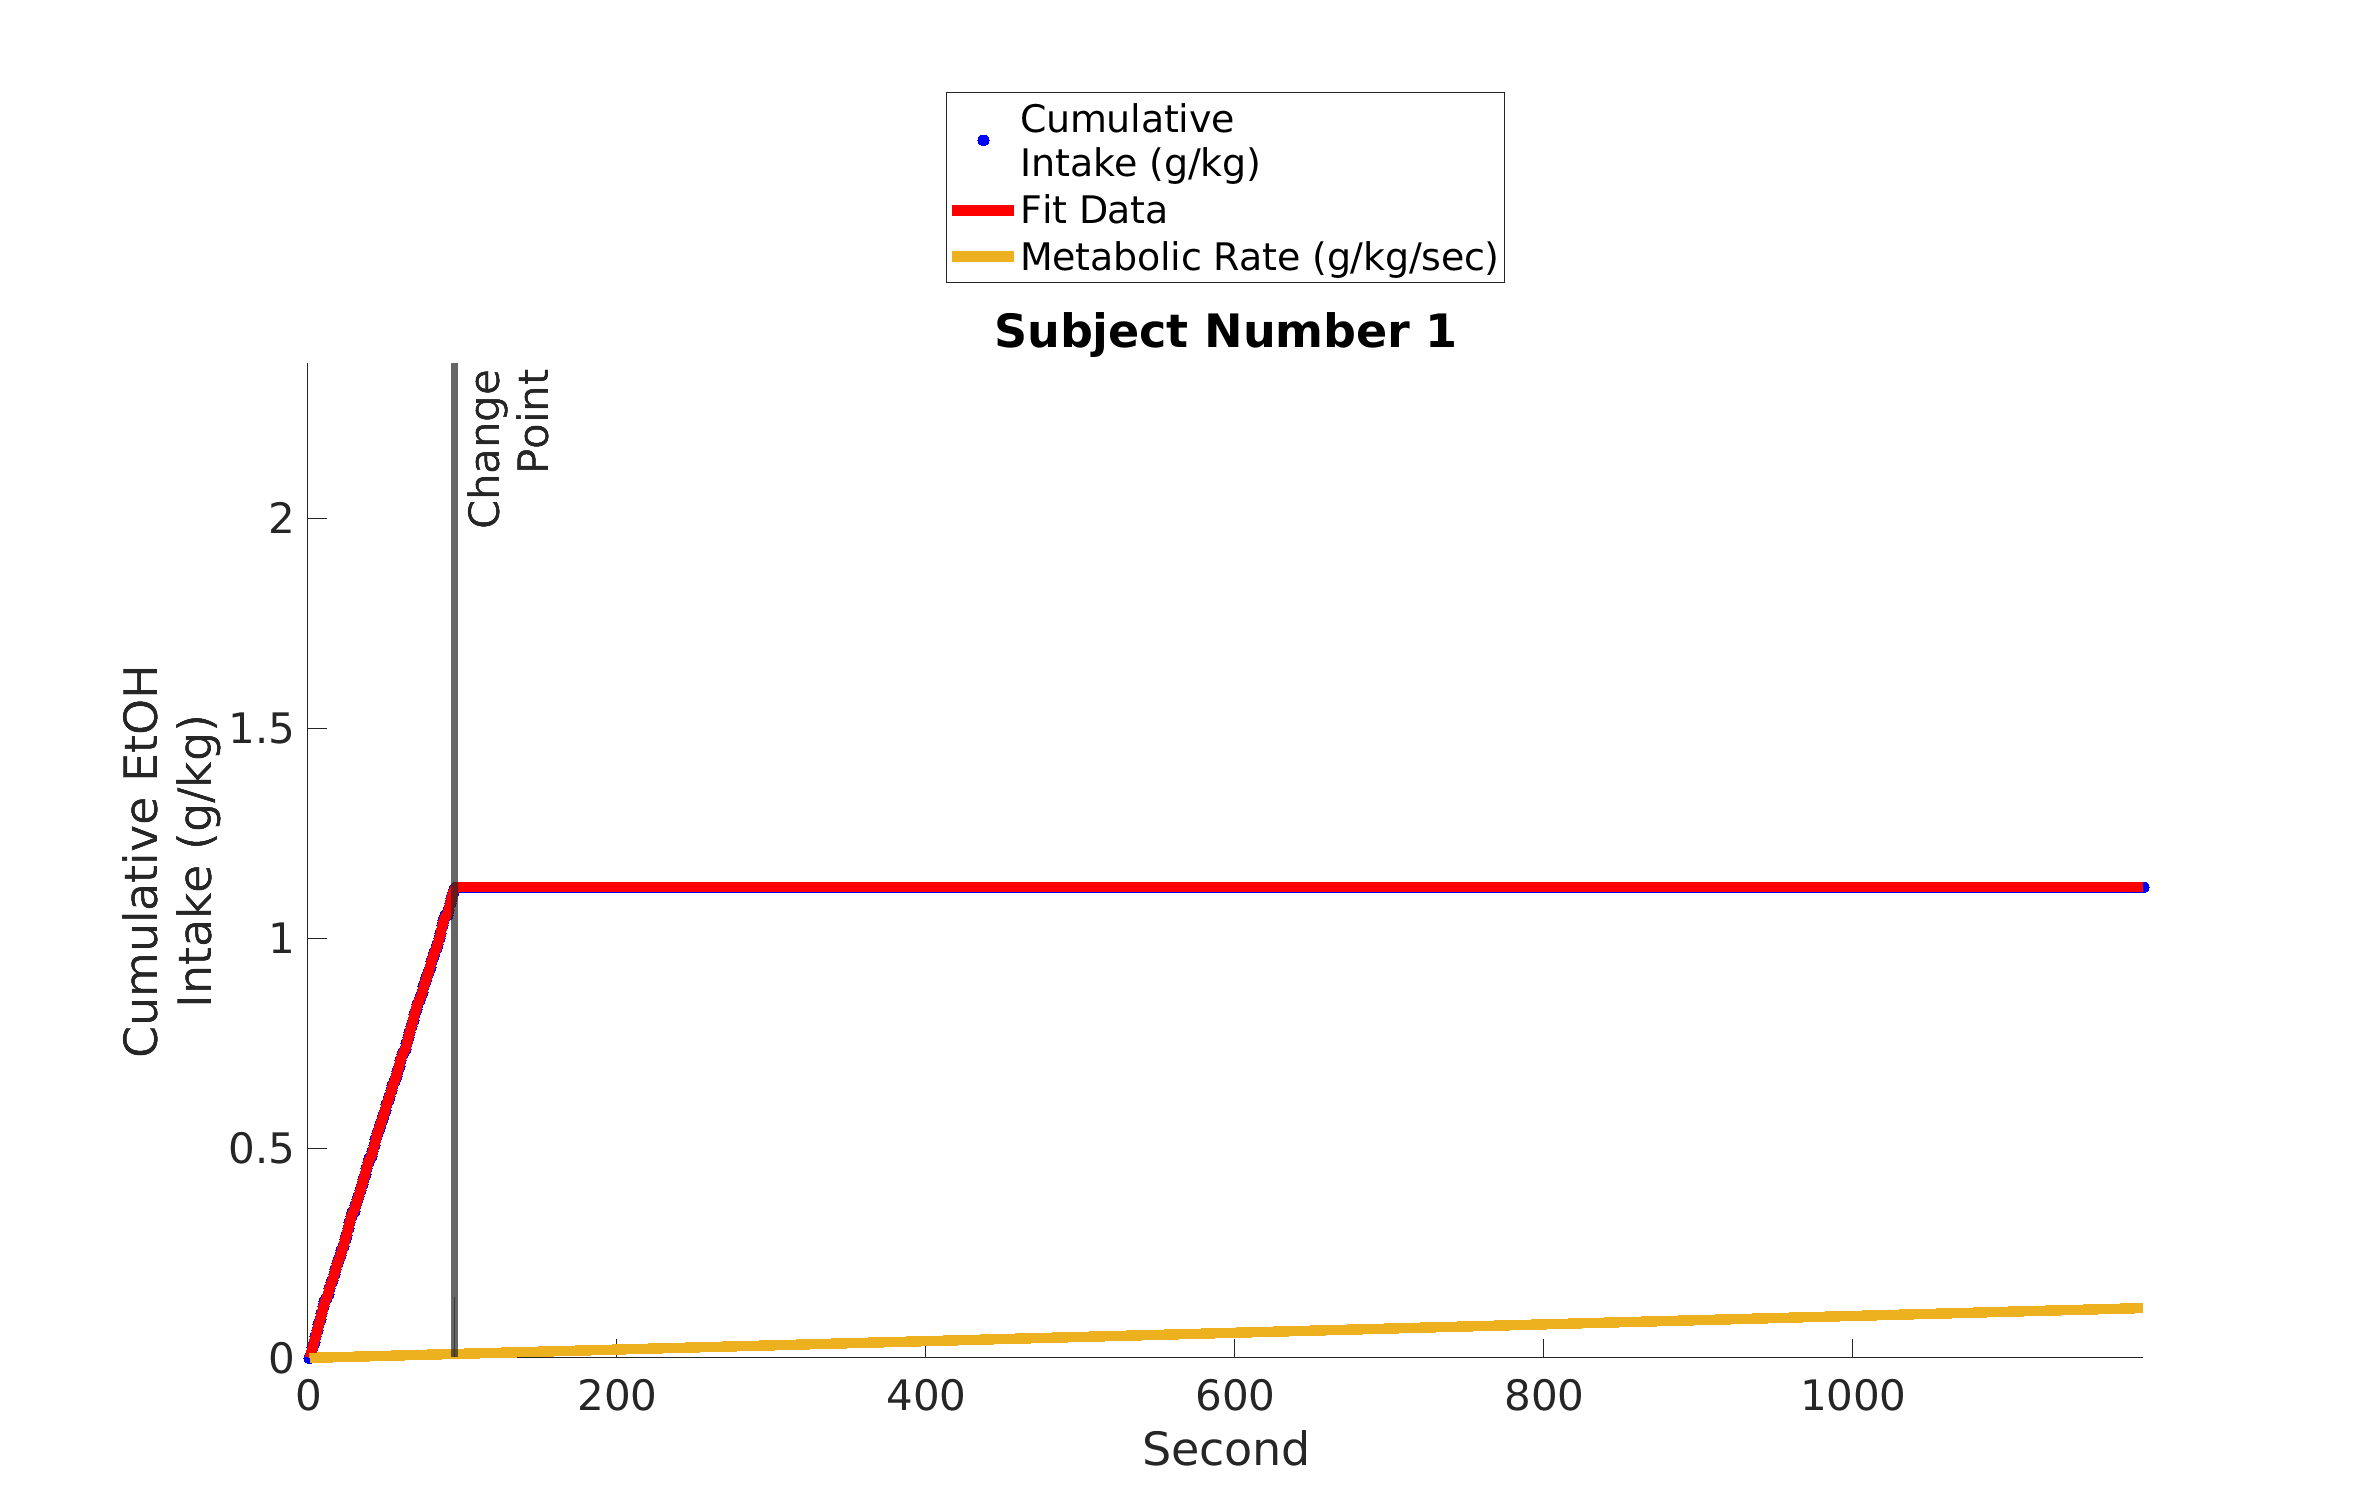 Cumulative
Intake (g/kg)
Fit Data
Metabolic Rate (g/kg/sec)
Subject Number 1
Change
Point
Cumulative EtOH
Intake (g/kg)
2
1.5
1
0.5
0
0 200 400 600 800 1000
Second